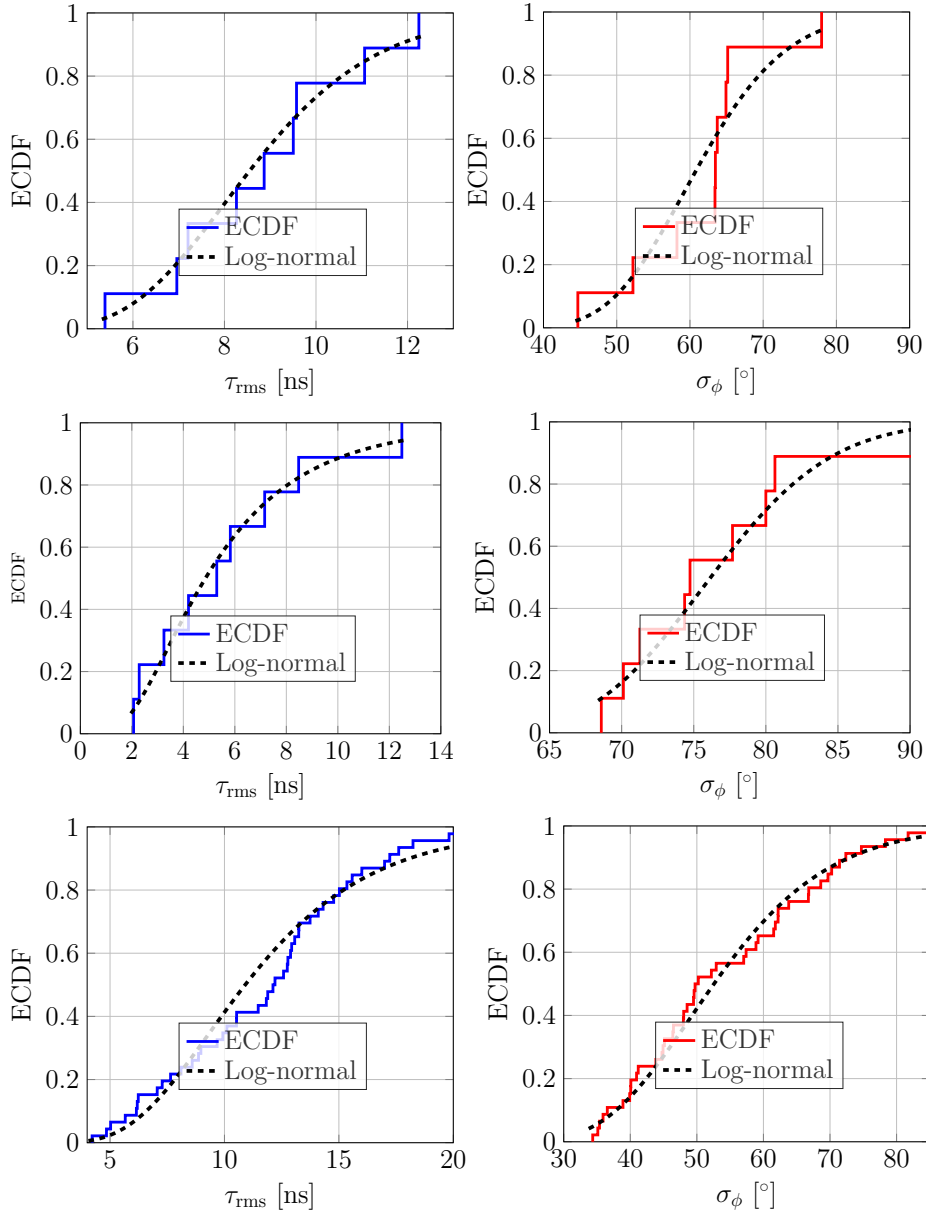 1
0.8
0.6
0.4
0.2
0
ECDF
ECDF
Log-normal
6 8 10 12
τrms [ns]
1
0.8
0.6
0.4
0.2
0
ECDF
ECDF
Log-normal
40 50 60 70 80 90
σϕ [°]
1
0.8
0.6
0.4
0.2
0
ECDF
ECDF
Log-normal
0 2 4 6 8 10 12 14
τrms [ns]
1
0.8
0.6
0.4
0.2
0
ECDF
ECDF
Log-normal
65 70 75 80 85 90
σϕ [°]
1
0.8
0.6
0.4
0.2
0
ECDF
ECDF
Log-normal
5 10 15 20
τrms [ns]
1
0.8
0.6
0.4
0.2
0
ECDF
ECDF
Log-normal
30 40 50 60 70 80
σϕ [°]